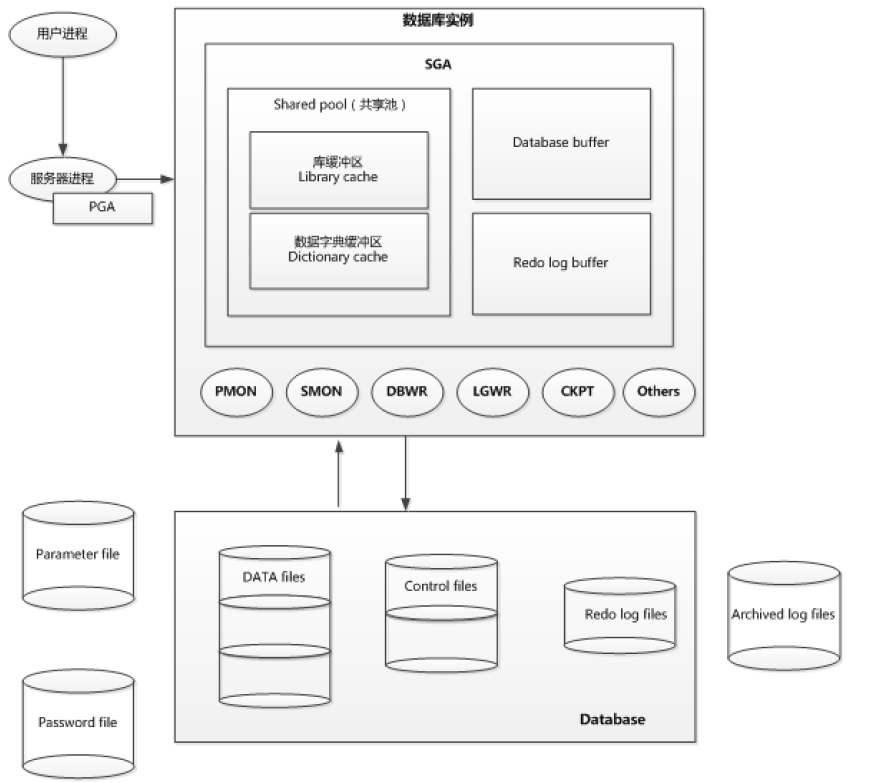 用户进程
服务器进程
PGA
数据库实例
SGA
Shared pool（共享池）
库缓冲区
Library cache
数据字典缓冲区
Dictionary cache
Database buffer
Redo log buffer
PMON
SMON
DBWR
LGWR
CKPT
Others
Parameter file
Password file
DATA files
Control files
Redo log files
Database
Archived log files